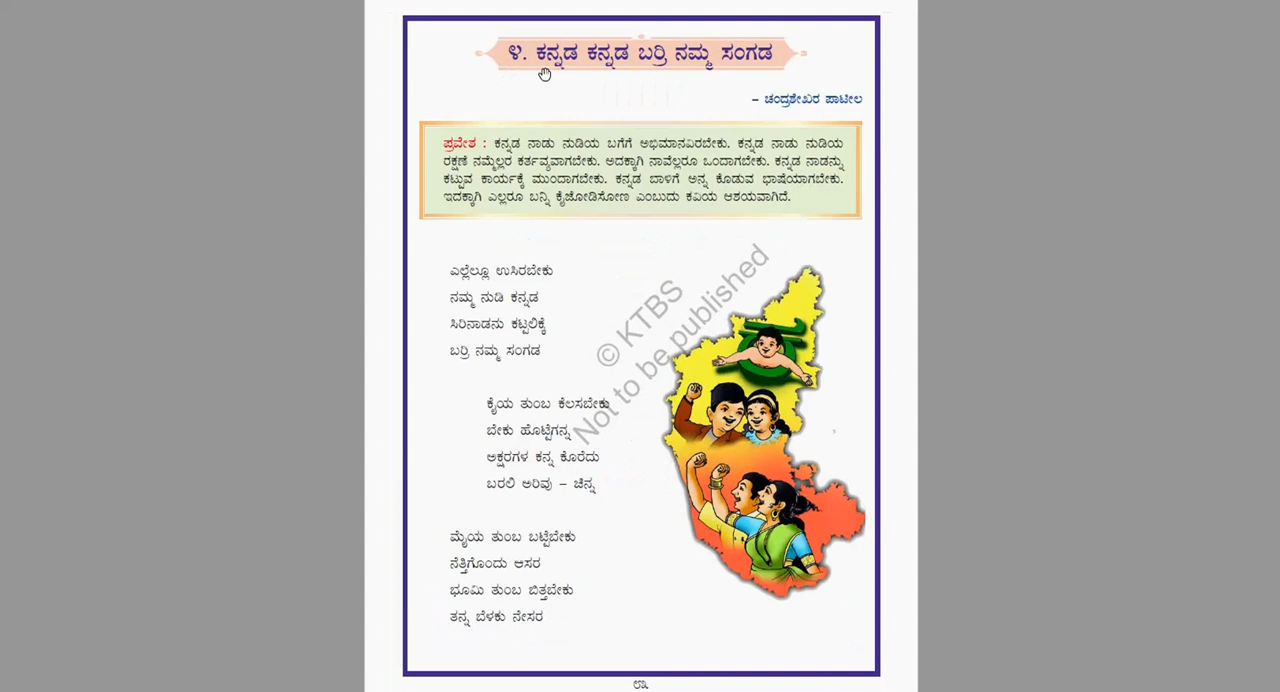 ೪. ಕನ್ನಡ ಕನ್ನಡ ಬರ್ರಿ ನಮ್ಮ ಸಂಗಡ
– ಚಂದ್ರಶೇಖರ ಪಾಟೀಲ
ಪ್ರವೇಶ : ಕನ್ನಡ ನಾಡು ನುಡಿಯ ಬಗೆಗೆ ಅಭಿಮಾನವಿರಬೇಕು. ಕನ್ನಡ ನಾಡು ನುಡಿಯ
ರಕ್ಷಣೆ ನಮ್ಮೆಲ್ಲರ ಕರ್ತವ್ಯವಾಗಬೇಕು. ಅದಕ್ಕಾಗಿ ನಾವೆಲ್ಲರೂ ಒಂದಾಗಬೇಕು. ಕನ್ನಡ ನಾಡನ್ನು
ಕಟ್ಟುವ ಕಾರ್ಯಕ್ಕೆ ಮುಂದಾಗಬೇಕು. ಕನ್ನಡ ಬಾಳಿಗೆ ಅನ್ನ ಕೊಡುವ ಭಾಷೆಯಾಗಬೇಕು.
ಇದಕ್ಕಾಗಿ ಎಲ್ಲರೂ ಬನ್ನಿ ಕೈಜೋಡಿಸೋಣ ಎಂಬುದು ಕವಿಯ ಆಶಯವಾಗಿದೆ.
ಎಲ್ಲೆಲ್ಲೂ ಉಸಿರಬೇಕು
ನಮ್ಮ ನುಡಿ ಕನ್ನಡ
ಸಿರಿನಾಡನು ಕಟ್ಟಲಿಕ್ಕೆ
ಬರ್ರಿ ನಮ್ಮ ಸಂಗಡ
ಕೈಯ ತುಂಬ ಕೆಲಸಬೇಕು
ಬೇಕು ಹೊಟ್ಟೆಗನ್ನ
ಅಕ್ಷರಗಳ ಕನ್ನ ಕೊರೆದು
ಬರಲಿ ಅರಿವು – ಚಿನ್ನ
ಮೈಯ ತುಂಬ ಬಟ್ಟೆಬೇಕು
ನೆತ್ತಿಗೊಂದು ಆಸರ
ಭೂಮಿ ತುಂಬ ಬಿತ್ತಬೇಕು
ತನ್ನ ಬೆಳಕು ನೇಸರ
© KTBS
Not to be published
೮೩